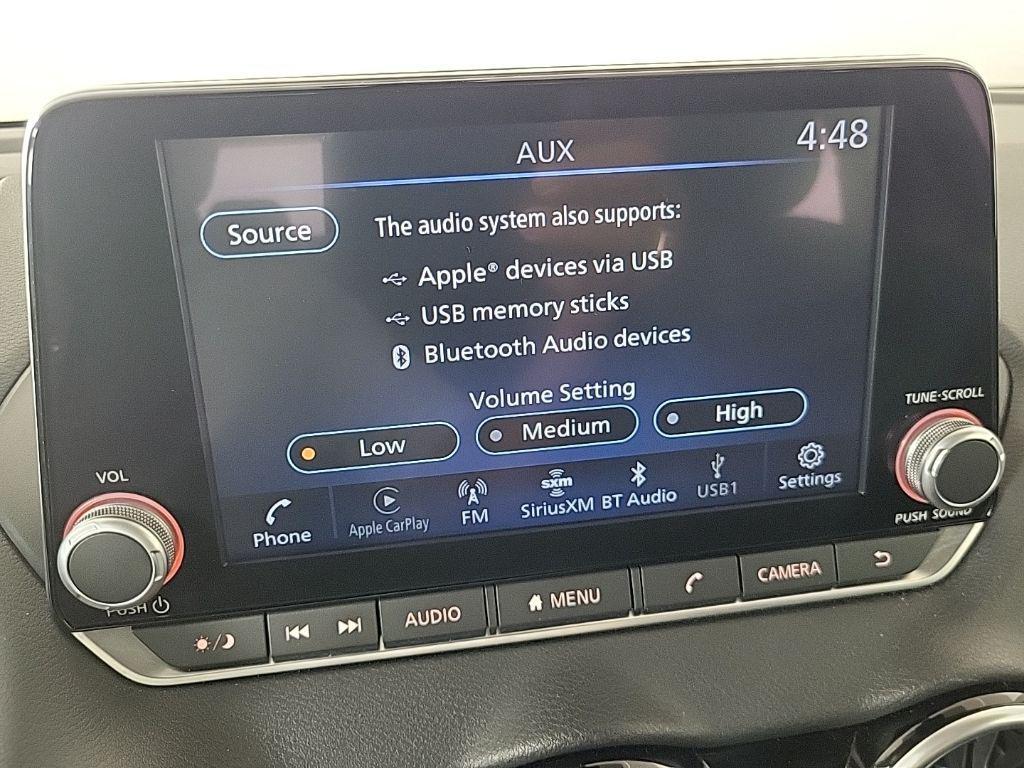 AUX
4:48
Source
The audio system also supports:
Apple® devices via USB
USB memory sticks
Bluetooth Audio devices
Volume Setting
Low
Medium
High
Phone
Apple CarPlay
FM
sxm
SiriusXM
BT Audio
USB1
Settings
VOL
PUSH
TUNE·SCROLL
PUSH SOUND
AUDIO
MENU
CAMERA